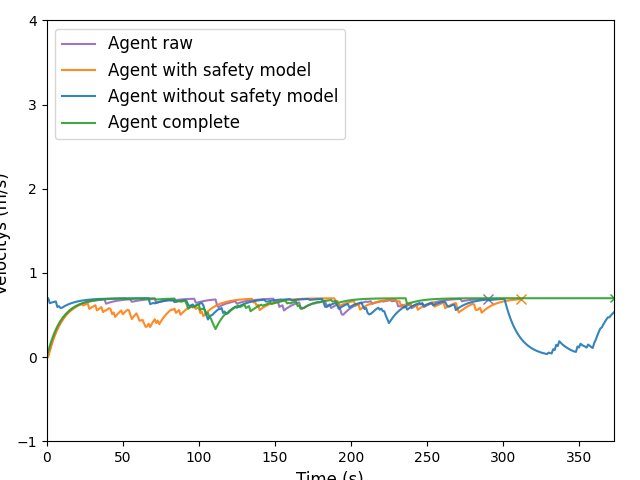 4
3
2
1
0
−1
Velocitys (m/s)
Agent raw
Agent with safety model
Agent without safety model
Agent complete
0 50 100 150 200 250 300 350
Time (s)